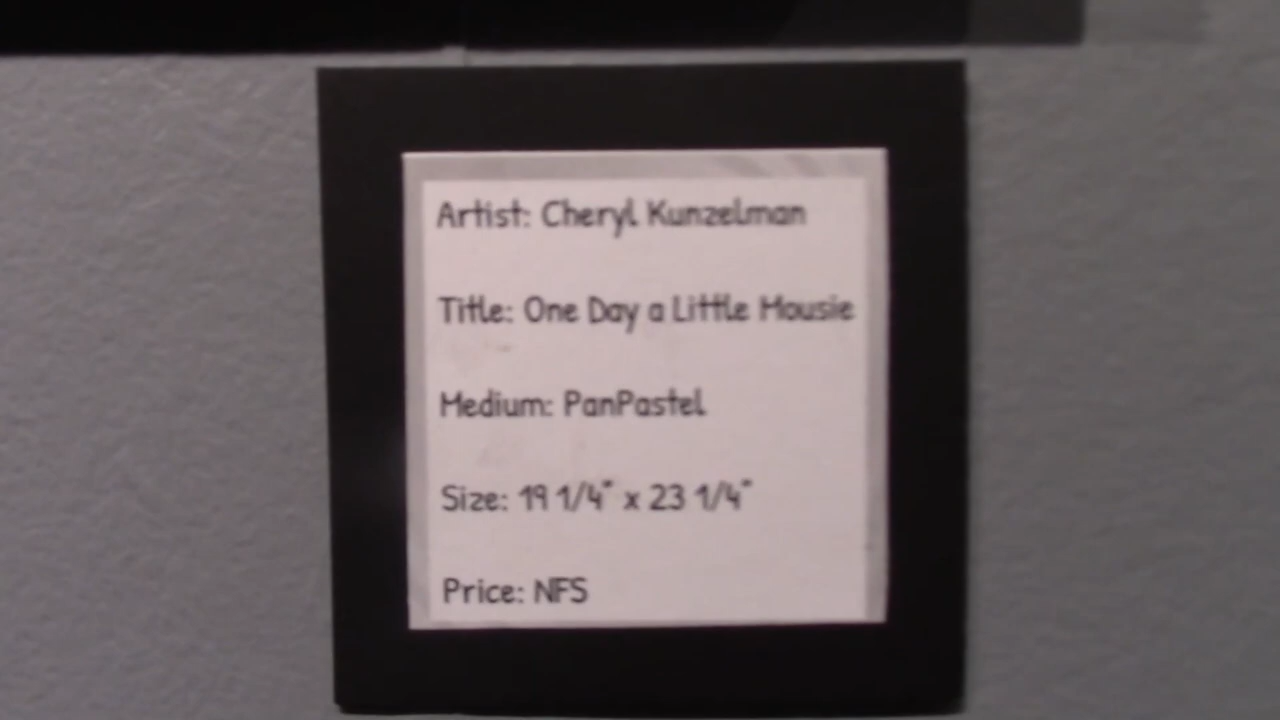 Artist: Cheryl Kunzelman
Title: One Day a Little Mousie
Medium: PanPastel
Size: 19 1/4" x 23 1/4"
Price: NFS